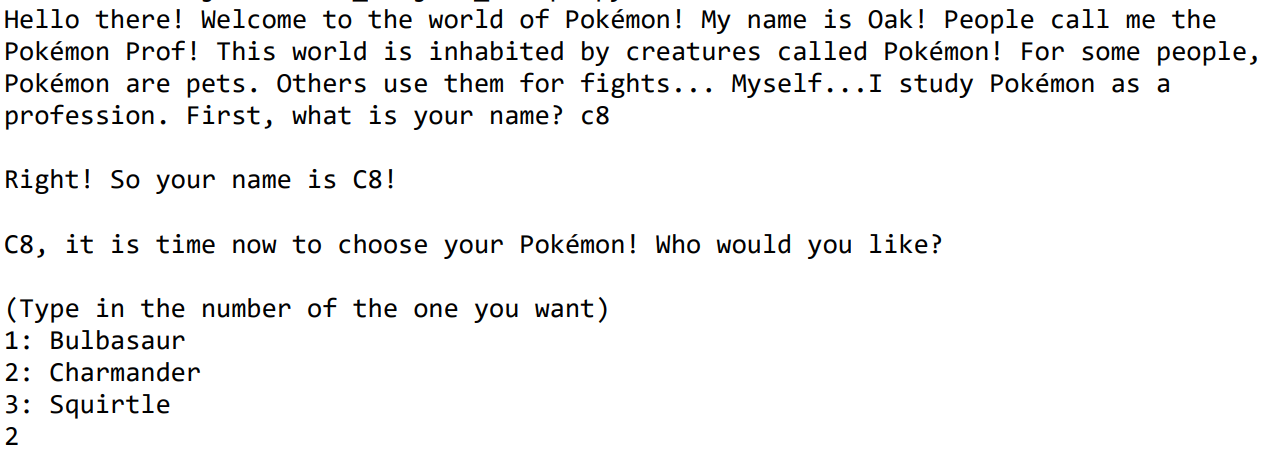 Hello there! Welcome to the world of Pokémon! My name is Oak! People call me the
Pokémon Prof! This world is inhabited by creatures called Pokémon! For some people,
Pokémon are pets. Others use them for fights... Myself...I study Pokémon as a
profession. First, what is your name? c8
Right! So your name is C8!
C8, it is time now to choose your Pokémon! Who would you like?
(Type in the number of the one you want)
1: Bulbasaur
2: Charmander
3: Squirtle
2